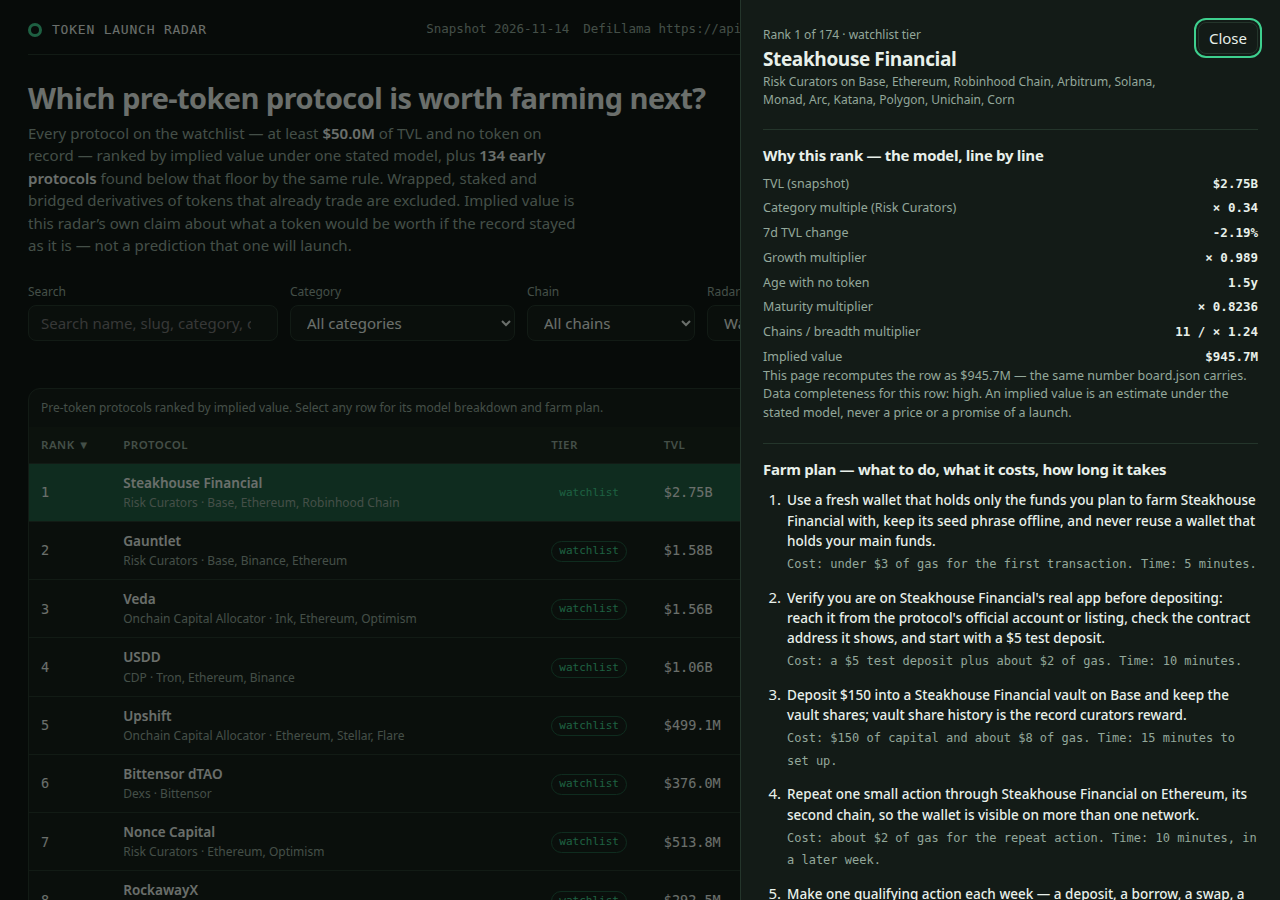 TOKEN LAUNCH RADAR
Snapshot 2026-11-14 DefiLlama https://api
Which pre-token protocol is worth farming next?
Every protocol on the watchlist — at least $50.0M of TVL and no token on
record — ranked by implied value under one stated model, plus 134 early
protocols found below that floor by the same rule. Wrapped, staked and
bridged derivatives of tokens that already trade are excluded. Implied value is
this radar's own claim about what a token would be worth if the record stayed
as it is — not a prediction that one will launch.
Search
Category
Chain
Radar
Search name, slug, category, c
All categories
All chains
Wa
Pre-token protocols ranked by implied value. Select any row for its model breakdown and farm plan.
RANK ▼ PROTOCOL TIER TVL
1 Steakhouse Financial watchlist $2.75B
Risk Curators · Base, Ethereum, Robinhood Chain
2 Gauntlet watchlist $1.58B
Risk Curators · Base, Binance, Ethereum
3 Veda watchlist $1.56B
Onchain Capital Allocator · Ink, Ethereum, Optimism
4 USDD watchlist $1.06B
CDP · Tron, Ethereum, Binance
5 Upshift watchlist $499.1M
Onchain Capital Allocator · Ethereum, Stellar, Flare
6 Bittensor dTAO watchlist $376.0M
Dexs · Bittensor
7 Nonce Capital watchlist $513.8M
Risk Curators · Ethereum, Optimism
8 RockawayX watchlist $292.5M
Rank 1 of 174 · watchlist tier
Close
Steakhouse Financial
Risk Curators on Base, Ethereum, Robinhood Chain, Arbitrum, Solana,
Monad, Arc, Katana, Polygon, Unichain, Corn
Why this rank — the model, line by line
TVL (snapshot) $2.75B
Category multiple (Risk Curators) × 0.34
7d TVL change -2.19%
Growth multiplier × 0.989
Age with no token 1.5y
Maturity multiplier × 0.8236
Chains / breadth multiplier 11 / × 1.24
Implied value $945.7M
This page recomputes the row as $945.7M — the same number board.json carries.
Data completeness for this row: high. An implied value is an estimate under the
stated model, never a price or a promise of a launch.
Farm plan — what to do, what it costs, how long it takes
1. Use a fresh wallet that holds only the funds you plan to farm Steakhouse
Financial with, keep its seed phrase offline, and never reuse a wallet that
holds your main funds.
Cost: under $3 of gas for the first transaction. Time: 5 minutes.
2. Verify you are on Steakhouse Financial's real app before depositing:
reach it from the protocol's official account or listing, check the contract
address it shows, and start with a $5 test deposit.
Cost: a $5 test deposit plus about $2 of gas. Time: 10 minutes.
3. Deposit $150 into a Steakhouse Financial vault on Base and keep the
vault shares; vault share history is the record curators reward.
Cost: $150 of capital and about $8 of gas. Time: 15 minutes to
set up.
4. Repeat one small action through Steakhouse Financial on Ethereum, its
second chain, so the wallet is visible on more than one network.
Cost: about $2 of gas for the repeat action. Time: 10 minutes, in
a later week.
5. Make one qualifying action each week — a deposit, a borrow, a swap, a